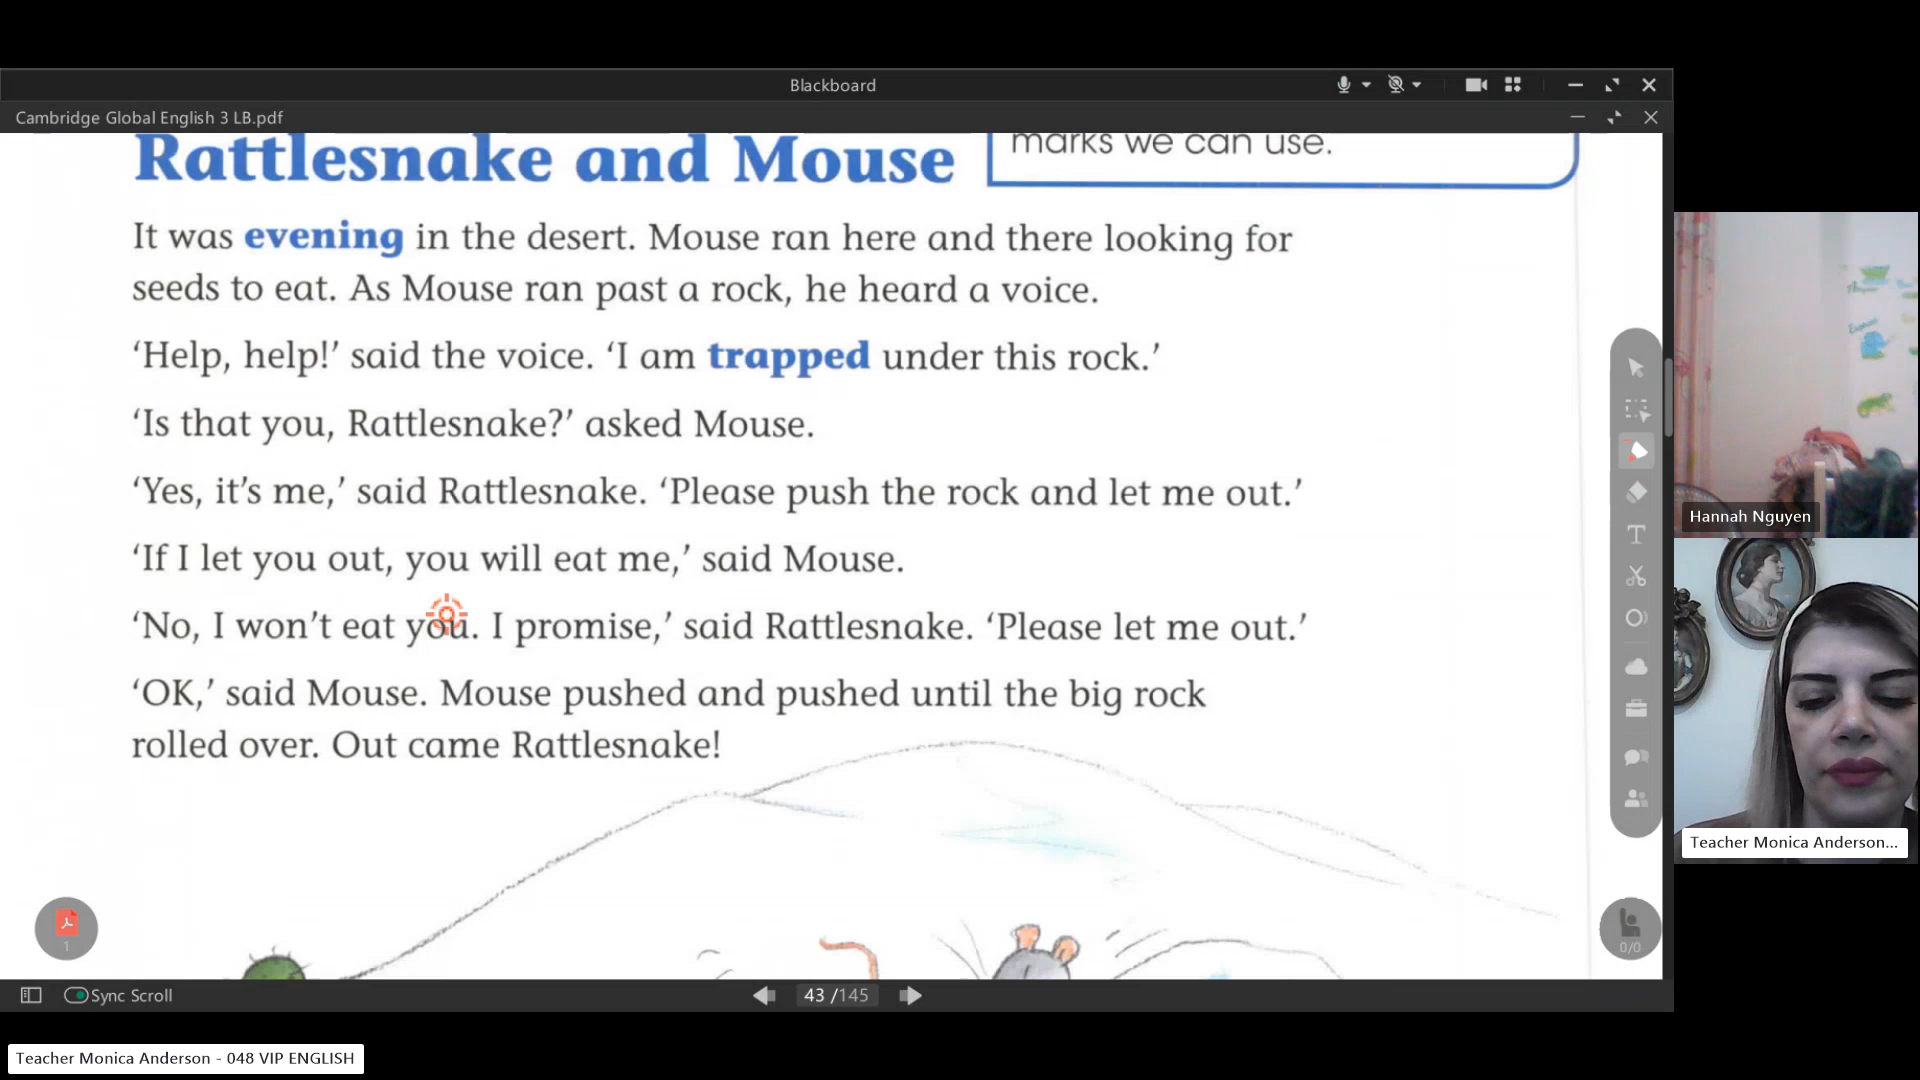 Blackboard
Cambridge Global English 3 LB.pdf
marks we can use.
Rattlesnake and Mouse
It was evening in the desert. Mouse ran here and there looking for
seeds to eat. As Mouse ran past a rock, he heard a voice.
‘Help, help!’ said the voice. ‘I am trapped under this rock.’
‘Is that you, Rattlesnake?’ asked Mouse.
‘Yes, it’s me,’ said Rattlesnake. ‘Please push the rock and let me out.’
‘If I let you out, you will eat me,’ said Mouse.
‘No, I won’t eat you. I promise,’ said Rattlesnake. ‘Please let me out.’
‘OK,’ said Mouse. Mouse pushed and pushed until the big rock
rolled over. Out came Rattlesnake!
Hannah Nguyen
Teacher Monica Anderson...
T
1
0/0
Sync Scroll
43 /145
Teacher Monica Anderson - 048 VIP ENGLISH